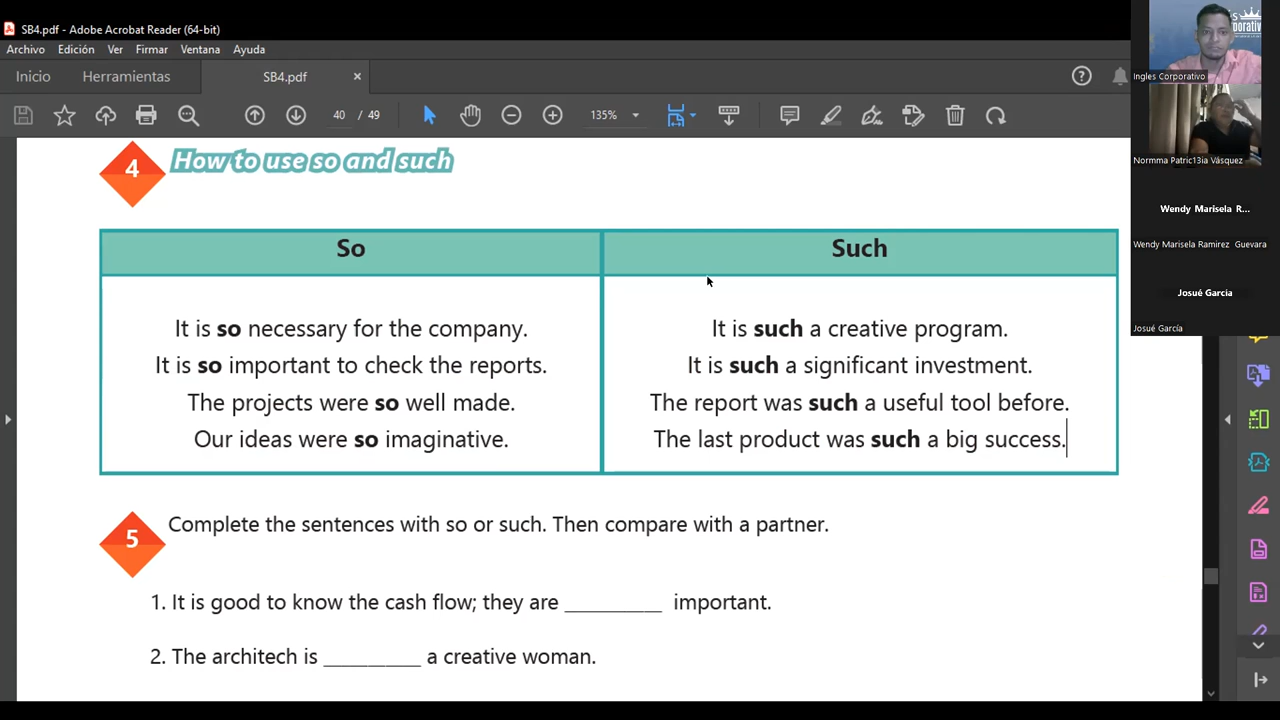 SB4.pdf - Adobe Acrobat Reader (64-bit)
Archivo Edición Ver Firmar Ventana Ayuda
Inicio Herramientas SB4.pdf ×
40 / 49 135%
4 How to use so and such
So Such
It is so necessary for the company. It is such a creative program.
It is so important to check the reports. It is such a significant investment.
The projects were so well made. The report was such a useful tool before.
Our ideas were so imaginative. The last product was such a big success.
5 Complete the sentences with so or such. Then compare with a partner.
1. It is good to know the cash flow; they are __________ important.
2. The architech is __________ a creative woman.
Ingles Corporativo
Normma Patric13ia Vásquez
Wendy Marisela R...
Wendy Marisela Ramirez Guevara
Josué Garcia
Josué García